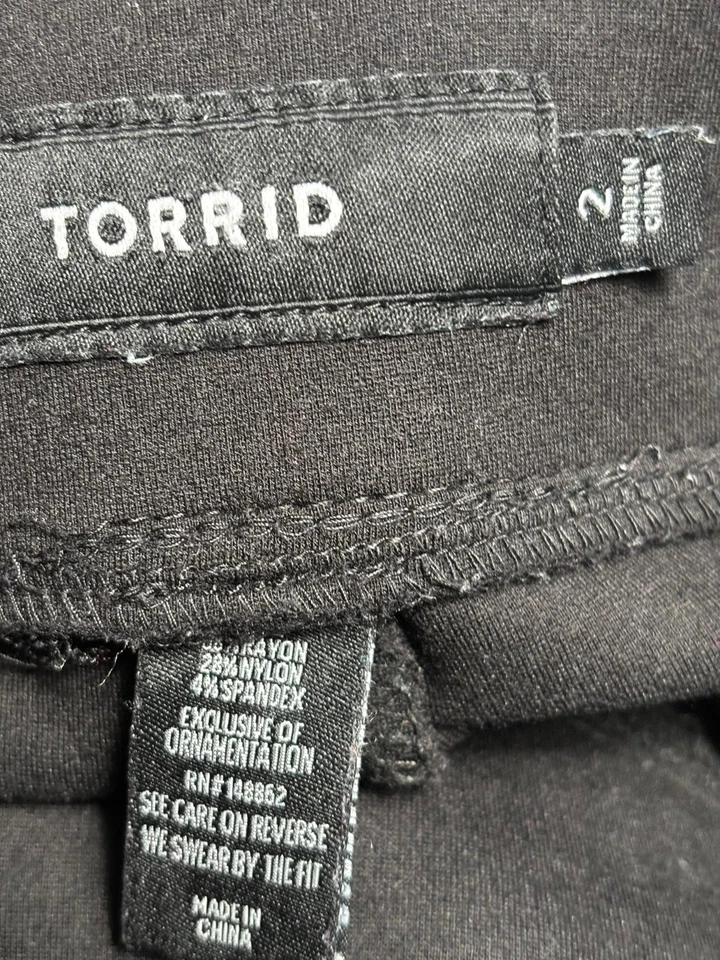 TORRID
2
MADE IN
CHINA
RAYON
28% NYLON
4% SPANDEX
EXCLUSIVE OF
ORNAMENTATION
RN# 148862
SEE CARE ON REVERSE
WE SWEAR BY THE FIT
MADE IN
CHINA